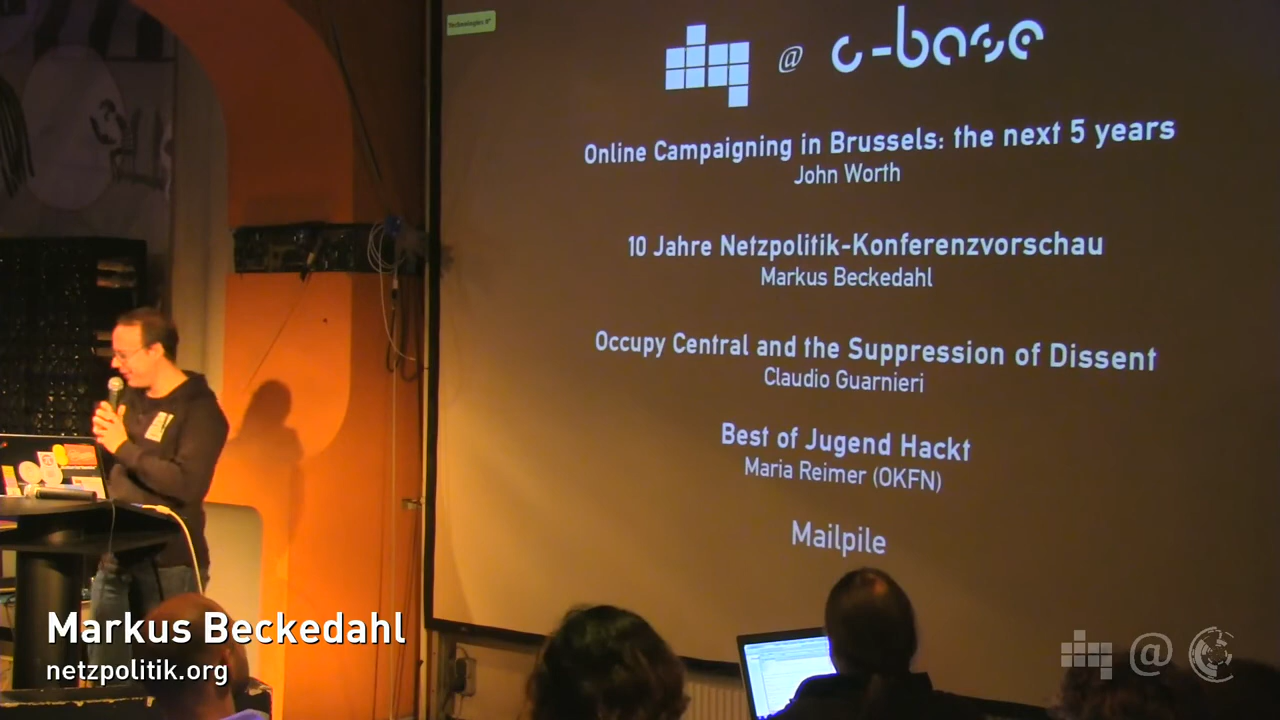 Technologies 8"
@ c-base
Online Campaigning in Brussels: the next 5 years
John Worth
10 Jahre Netzpolitik-Konferenzvorschau
Markus Beckedahl
Occupy Central and the Suppression of Dissent
Claudio Guarnieri
Best of Jugend Hackt
Maria Reimer (OKFN)
Mailpile
Markus Beckedahl
netzpolitik.org
@